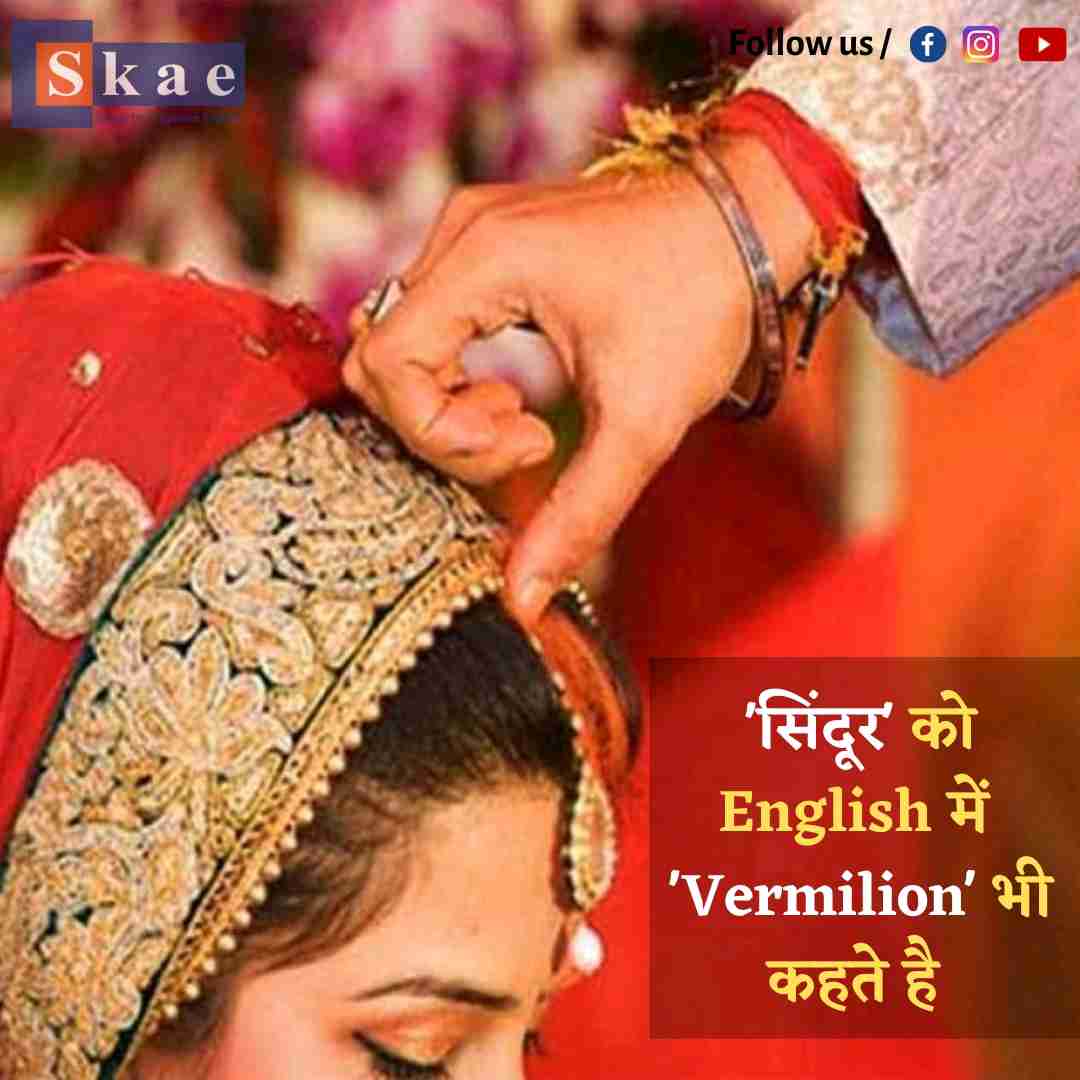 Skae
Follow us /
'सिंदूर' को
English में
'Vermilion' भी
कहते है